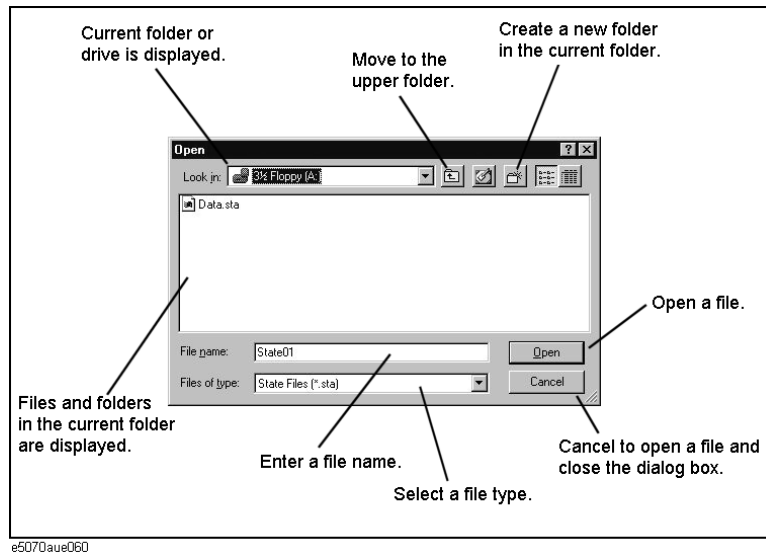 Current folder or
drive is displayed.
Create a new folder
in the current folder.
Move to the
upper folder.
Open
Look in: 3½ Floppy (A:
Data.sta
Open a file.
File name: State01 Open
Files of type: State Files (*.sta) Cancel
Files and folders
in the current folder
are displayed.
Enter a file name.
Cancel to open a file and
close the dialog box.
Select a file type.
e5070aue060